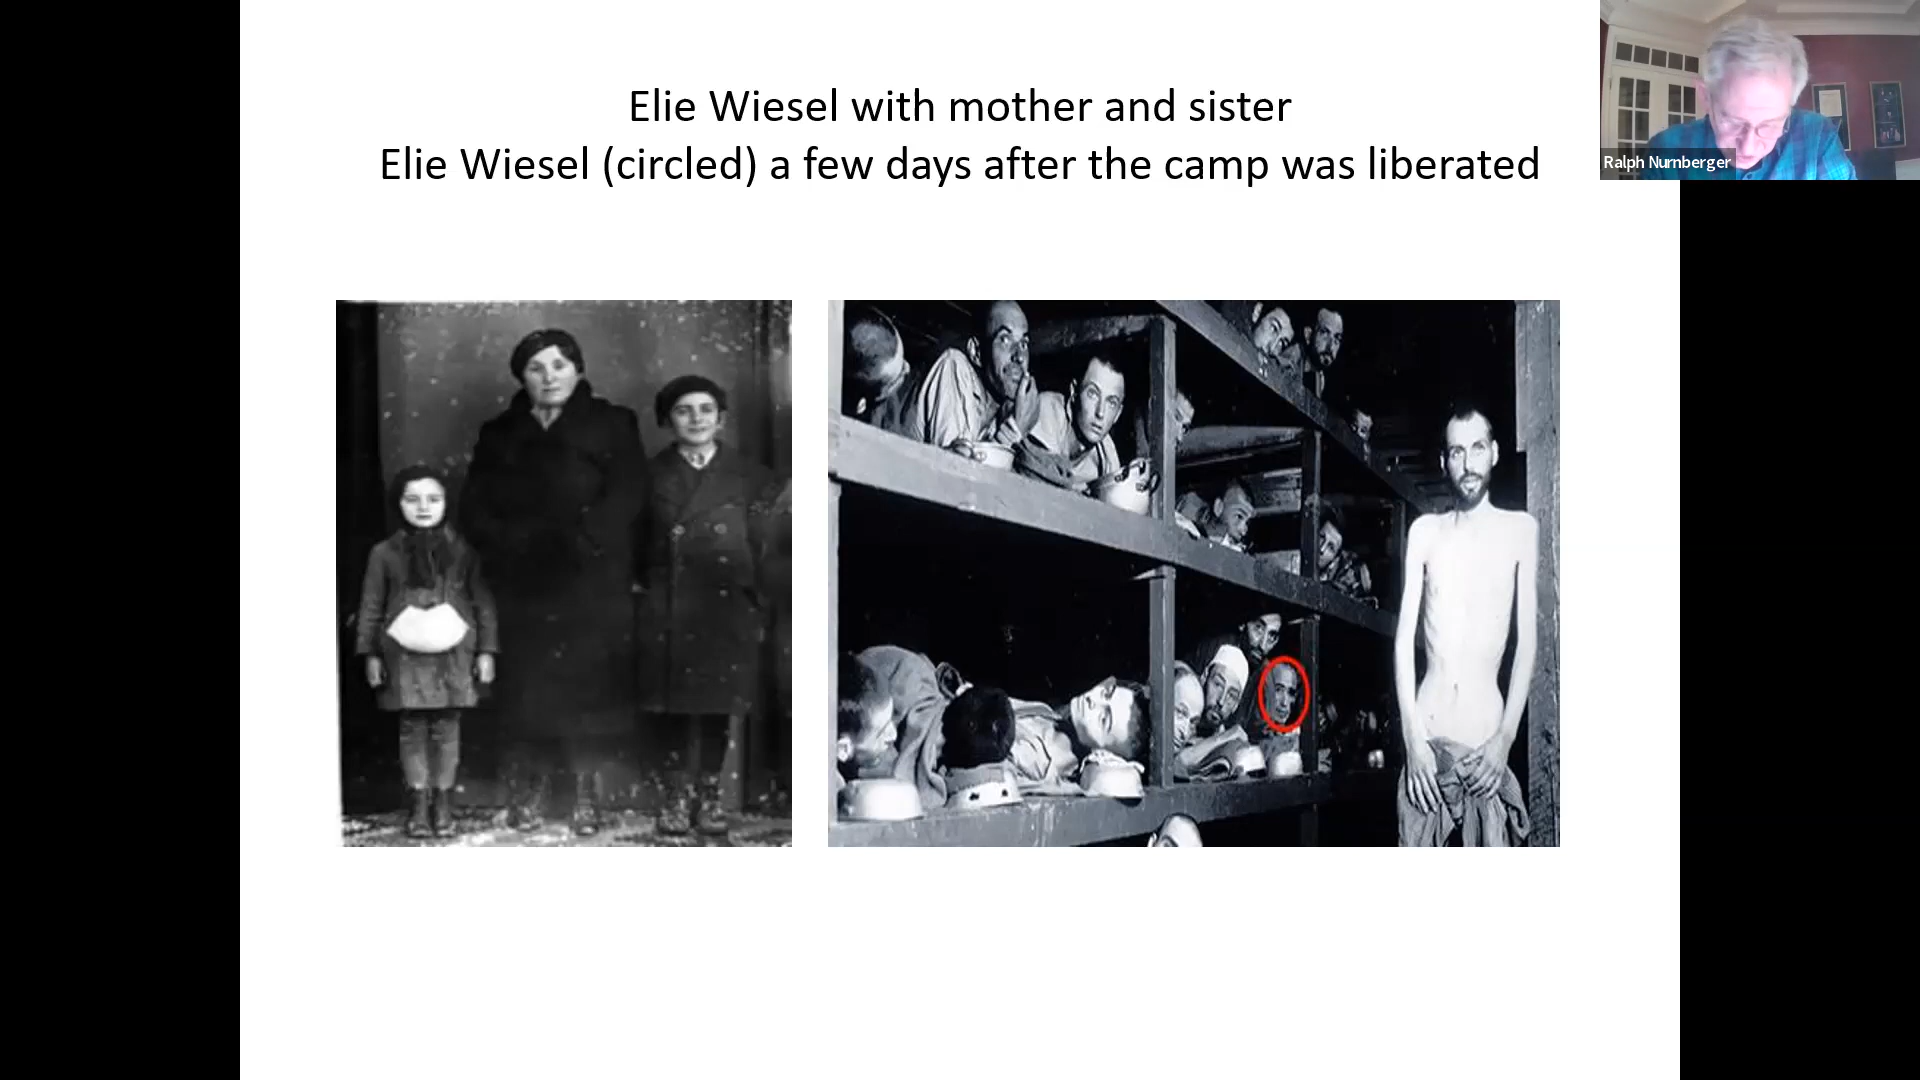 Elie Wiesel with mother and sister
Elie Wiesel (circled) a few days after the camp was liberated
Ralph Nurnberger